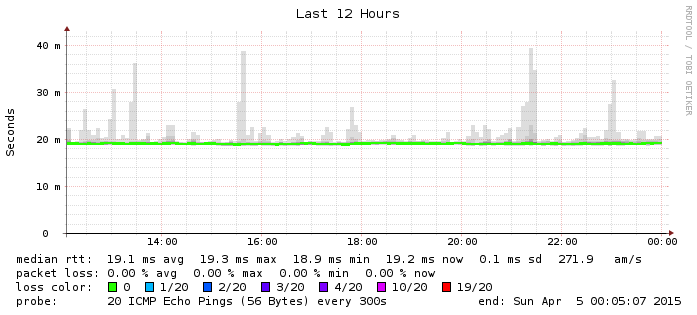 Last 12 Hours
RRDTOOL / TOBI OETIKER
Seconds
40 m
30 m
20 m
10 m
0
14:00 16:00 18:00 20:00 22:00 00:00
median rtt: 19.1 ms avg 19.3 ms max 18.9 ms min 19.2 ms now 0.1 ms sd 271.9 am/s
packet loss: 0.00 % avg 0.00 % max 0.00 % min 0.00 % now
loss color: 0 1/20 2/20 3/20 4/20 10/20 19/20
probe: 20 ICMP Echo Pings (56 Bytes) every 300s end: Sun Apr 5 00:05:07 2015